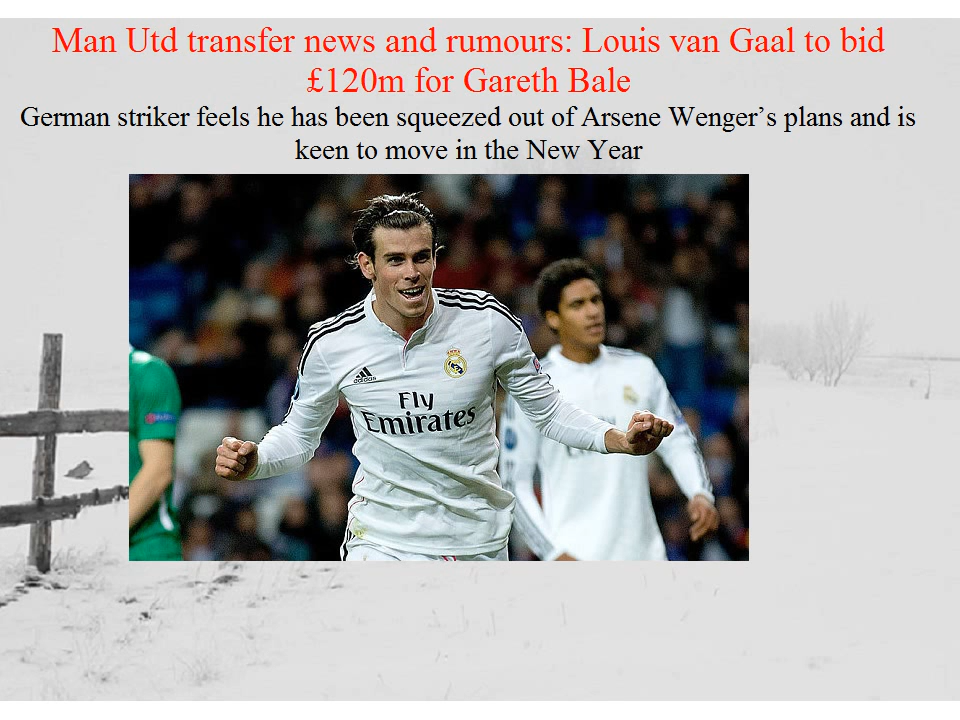 Man Utd transfer news and rumours: Louis van Gaal to bid
£120m for Gareth Bale
German striker feels he has been squeezed out of Arsene Wenger’s plans and is
keen to move in the New Year
adidas
Fly
Emirates